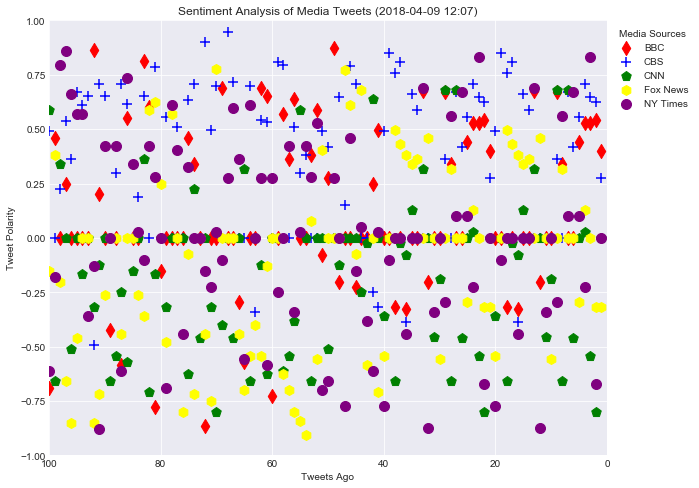 Sentiment Analysis of Media Tweets (2018-04-09 12:07)
Media Sources
BBC
CBS
CNN
Fox News
NY Times
Tweet Polarity
1.00
0.75
0.50
0.25
0.00
−0.25
−0.50
−0.75
−1.00
100
80
60
40
20
0
Tweets Ago